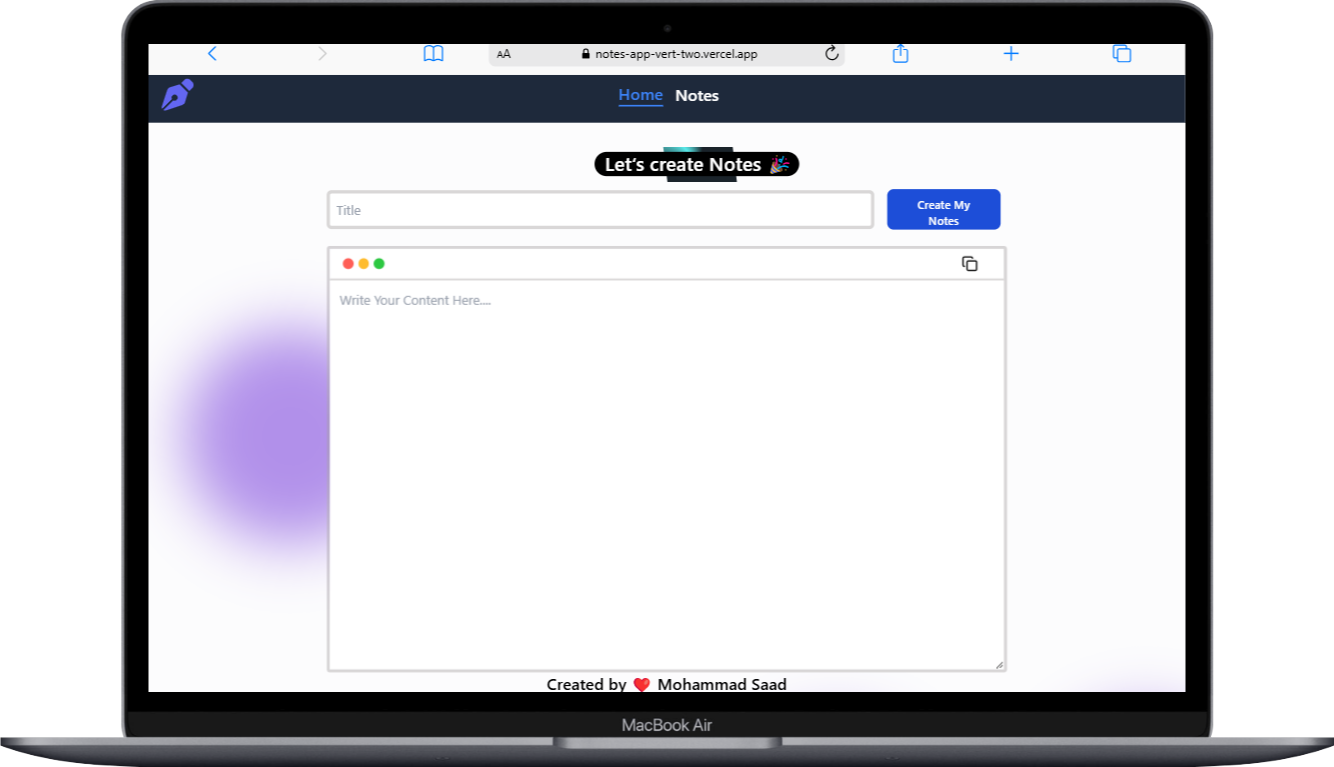 AA notes-app-vert-two.vercel.app
Home Notes
Let's create Notes 🎉
Title
Create My
Notes
Write Your Content Here....
Created by ❤️ Mohammad Saad
MacBook Air